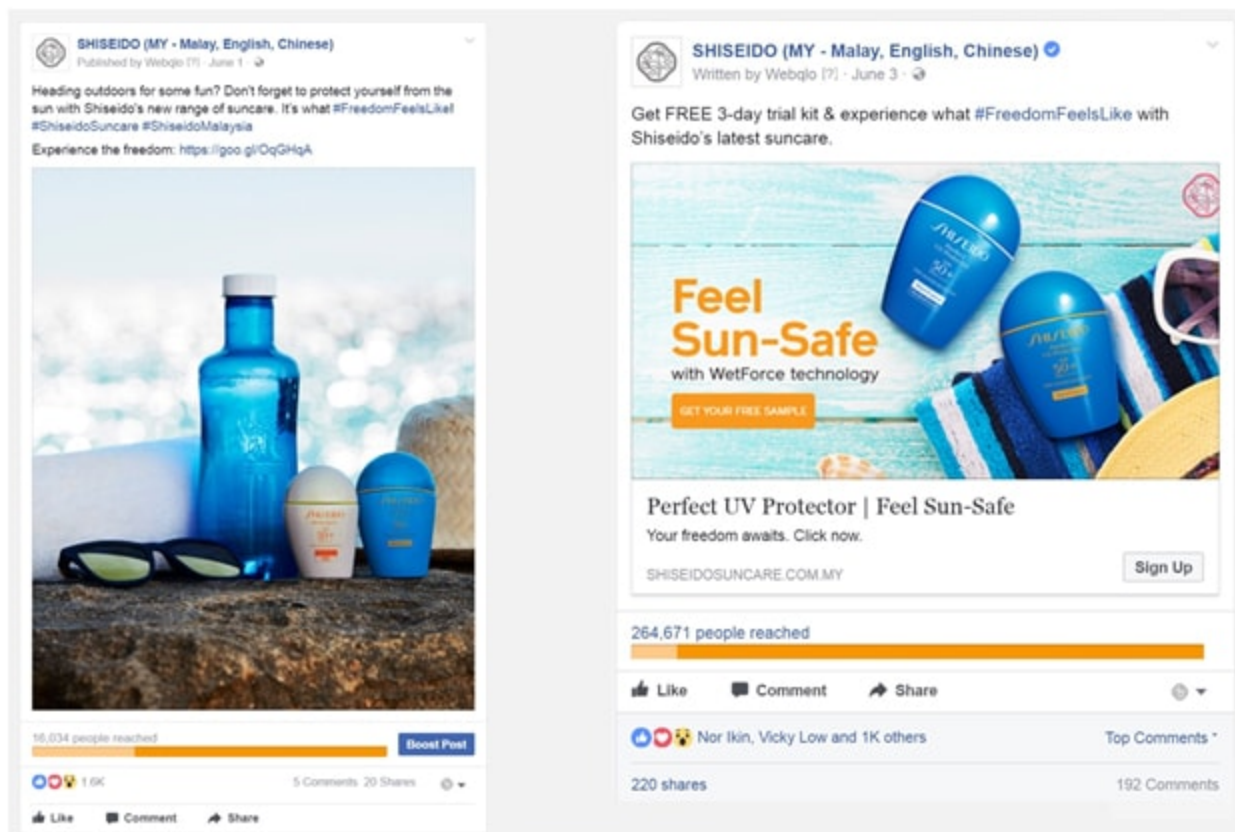 SHISEIDO (MY - Malay, English, Chinese)
Published by Webqlo [?] · June 1 ·
Heading outdoors for some fun? Don't forget to protect yourself from the
sun with Shiseido's new range of suncare. It's what #FreedomFeelsLike!
#ShiseidoSuncare #ShiseidoMalaysia
Experience the freedom: https://goo.gl/OqGHqA
SHISEIDO
SHISEIDO
16,034 people reached
Boost Post
1.6K
5 Comments 20 Shares
Like Comment Share
SHISEIDO (MY - Malay, English, Chinese)
Written by Webqlo [?] · June 3 ·
Get FREE 3-day trial kit & experience what #FreedomFeelsLike with
Shiseido's latest suncare.
SHISEIDO
50+
SHISEIDO
50+
Feel
Sun-Safe
with WetForce technology
GET YOUR FREE SAMPLE
Perfect UV Protector | Feel Sun-Safe
Your freedom awaits. Click now.
SHISEIDOSUNCARE.COM.MY
Sign Up
264,671 people reached
Like Comment Share
Nor Ikin, Vicky Low and 1K others
Top Comments
220 shares
192 Comments